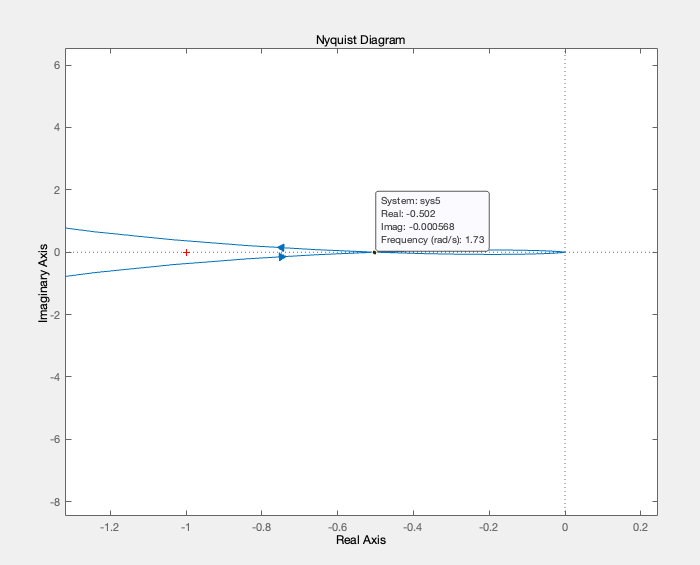 Nyquist Diagram
6
4
2
0
-2
-4
-6
-8
Imaginary Axis
System: sys5
Real: -0.502
Imag: -0.000568
Frequency (rad/s): 1.73
-1.2 -1 -0.8 -0.6 -0.4 -0.2 0 0.2
Real Axis